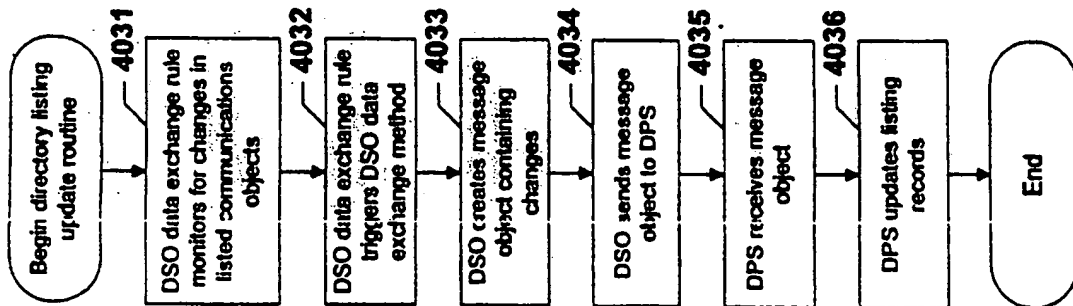 Begin directory listing
update routine
4031
DSO data exchange rule
monitors for changes in
listed communications
objects
4032
DSO data exchange rule
triggers DSO data
exchange method
4033
DSO creates message
object containing
changes
4034
DSO sends message
object to DPS
4035
DPS receives message
object
4036
DPS updates listing
records
End